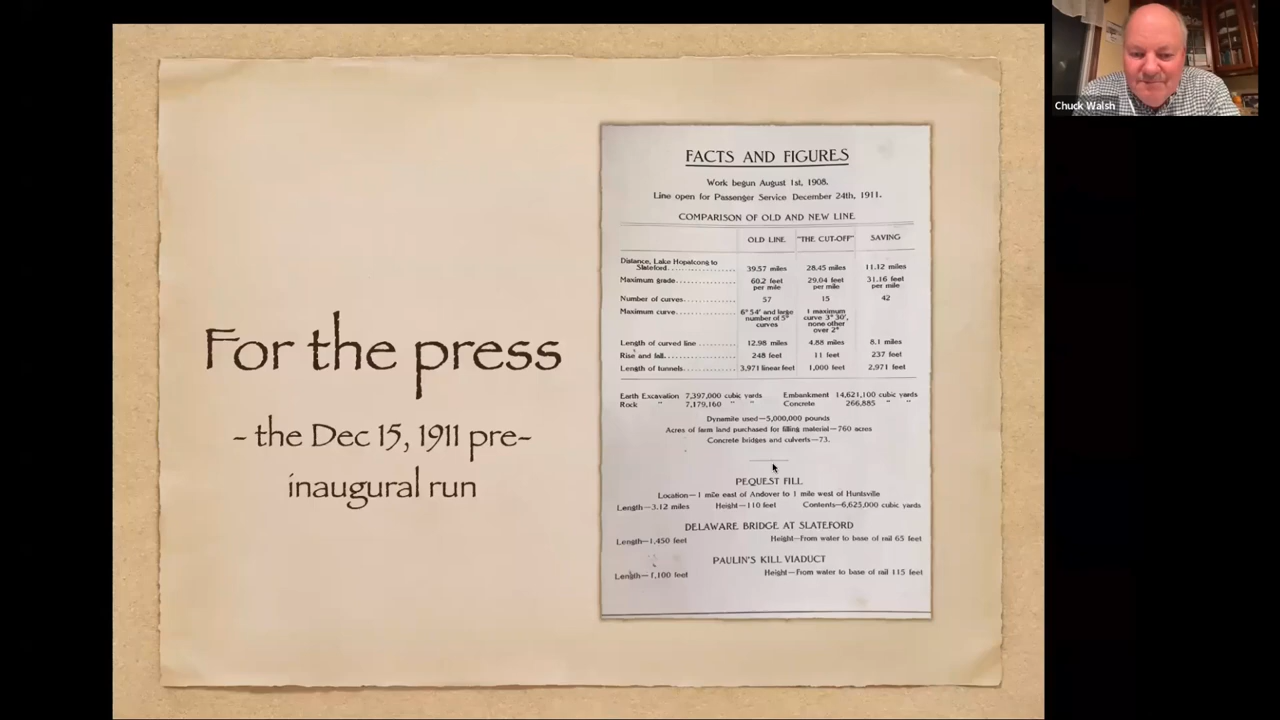 For the press
- the Dec 15, 1911 pre-
inaugural run
FACTS AND FIGURES
Work begun August 1st, 1908.
Line open for Passenger Service December 24th, 1911.
COMPARISON OF OLD AND NEW LINE
OLD LINE "THE CUT-OFF" SAVING
Distance, Lake Hopatcong to
Slateford............ 39.57 miles 28.45 miles 11.12 miles
Maximum grade............ 60.2 feet per mile 29.04 feet per mile 31.16 feet per mile
Number of curves............ 57 15 42
Maximum curve............ 6° 54' and large number of 5° curves 1 maximum curve 3° 30', none other over 2°
Length of curved line............ 12.98 miles 4.88 miles 8.1 miles
Rise and fall............ 248 feet 11 feet 237 feet
Length of tunnels............ 3,971 linear feet 1,000 feet 2,971 feet
Earth Excavation 7,397,000 cubic yards Embankment 14,621,100 cubic yards
Rock " 7,179,160 " " Concrete 266,885 " "
Dynamite used—5,000,000 pounds
Acres of farm land purchased for filling material—760 acres
Concrete bridges and culverts—73.
PEQUEST FILL
Location—1 mile east of Andover to 1 mile west of Huntsville
Length—3.12 miles Height—110 feet Contents—6,625,000 cubic yards
DELAWARE BRIDGE AT SLATEFORD
Length—1,450 feet Height—From water to base of rail 65 feet
PAULIN'S KILL VIADUCT
Length—1,100 feet Height—From water to base of rail 115 feet
Chuck Walsh